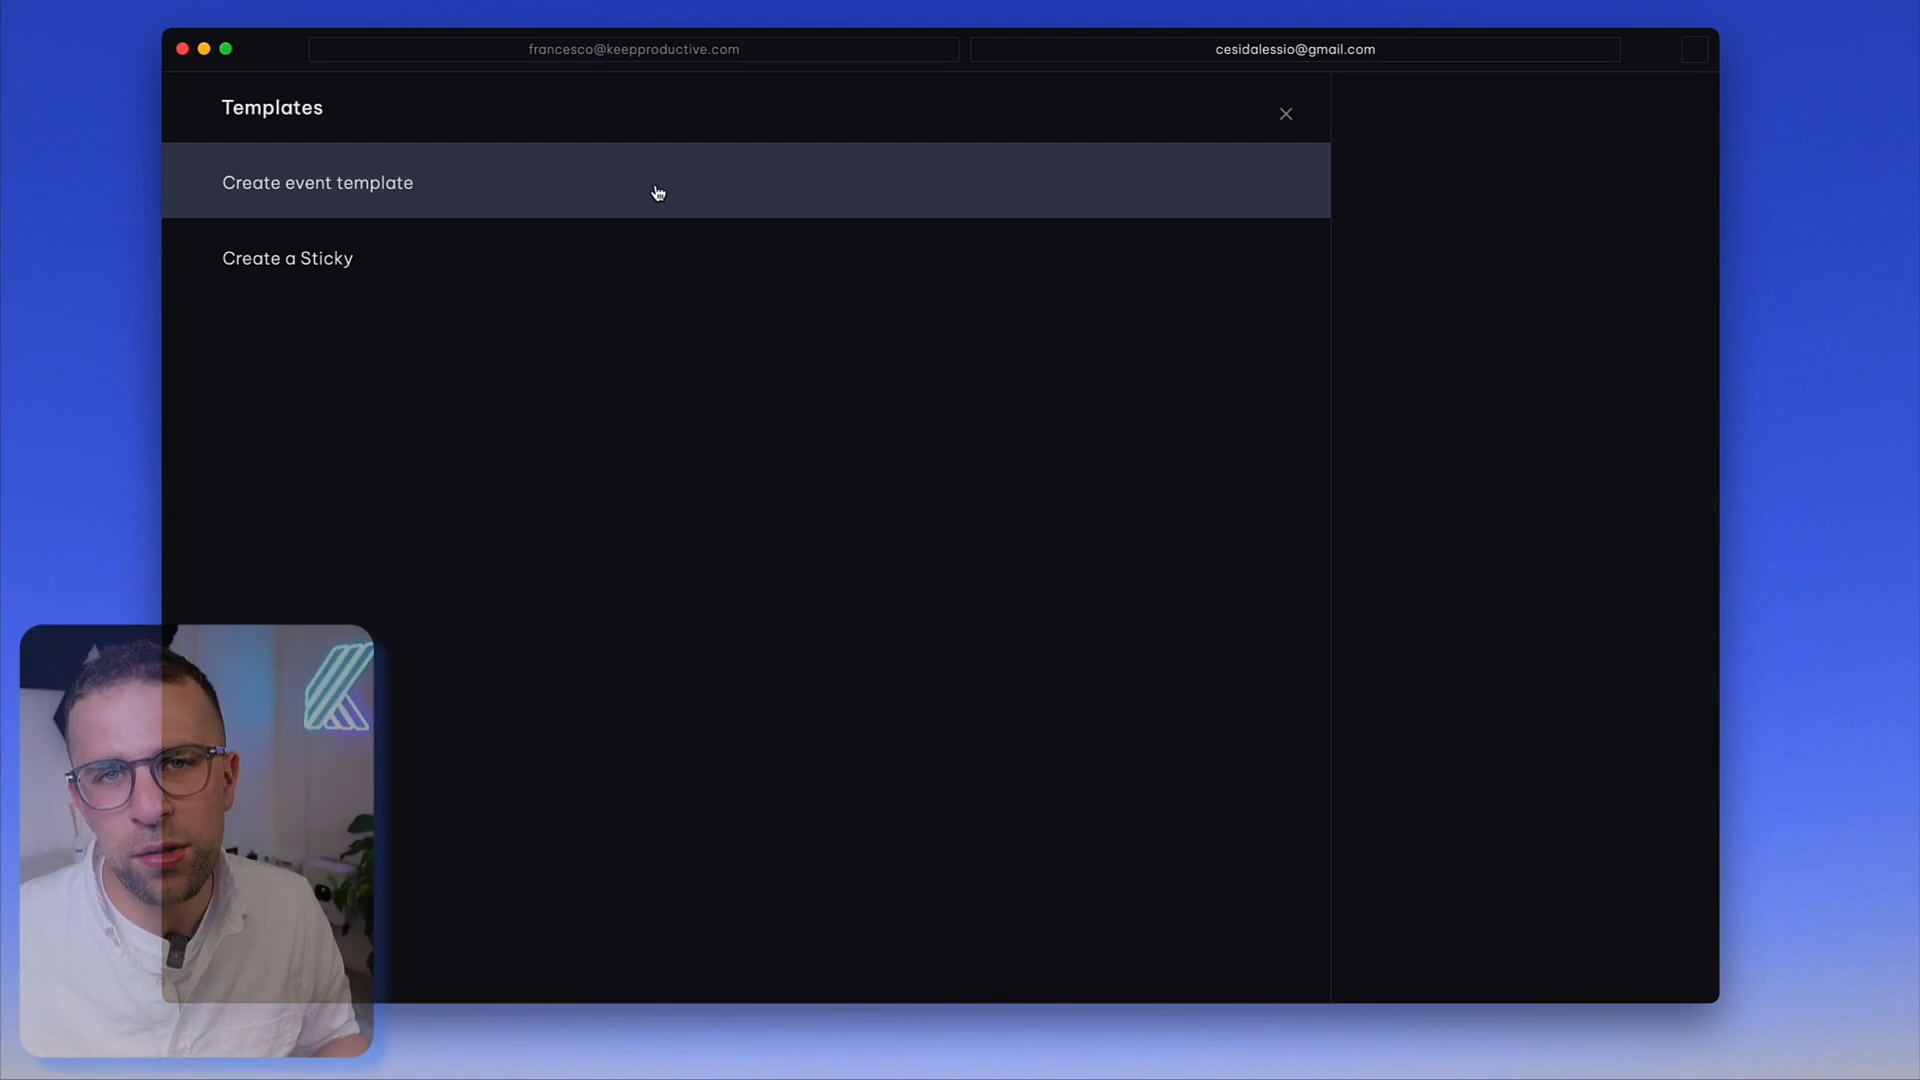 francesco@keepproductive.com
cesidalessio@gmail.com
Templates
Create event template
Create a Sticky